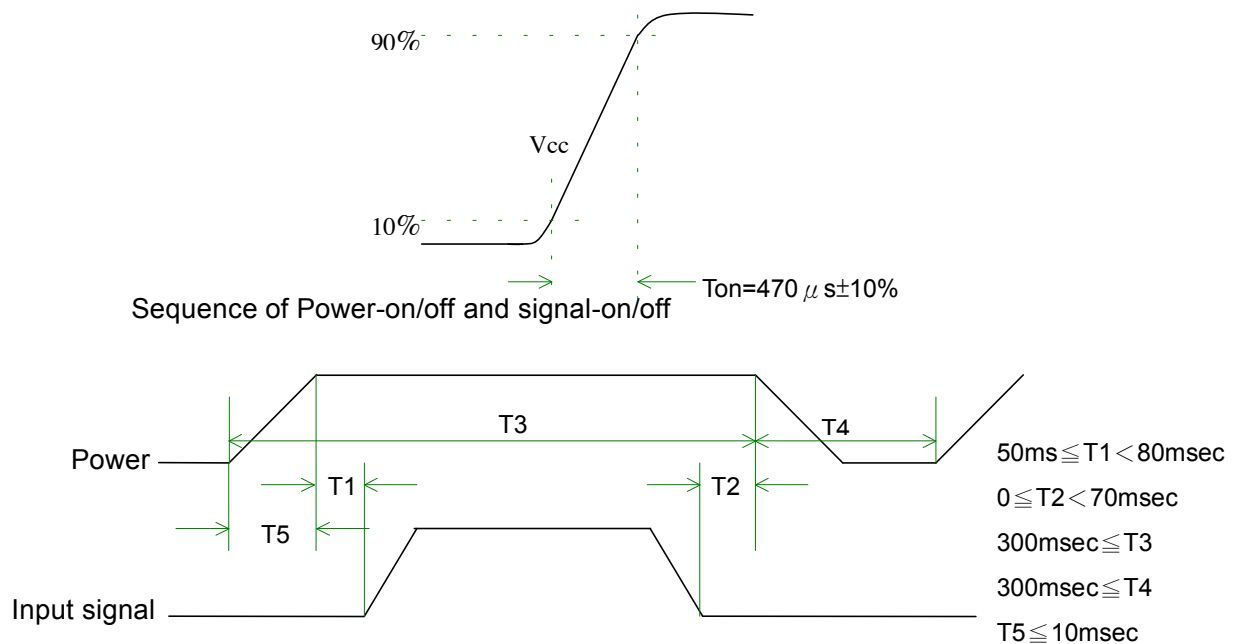 90%
Vcc
10%
Ton=470 μs±10%
Sequence of Power-on/off and signal-on/off
T3
T4
Power
T1
T2
T5
Input signal
50ms≦T1<80msec
0≦T2<70msec
300msec≦T3
300msec≦T4
T5≦10msec